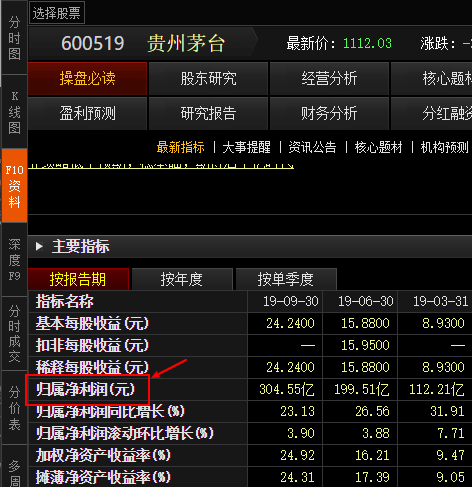 选择股票
分时图
K线图
F10资料
深度F9
分时成交
分价表
多周
600519 贵州茅台 最新价: 1112.03 涨跌: -
操盘必读 股东研究 经营分析 核心题材
盈利预测 研究报告 财务分析 分红融资
最新指标 | 大事提醒 | 资讯公告 | 核心题材 | 机构预测
主要指标
按报告期 按年度 按单季度
指标名称 19-09-30 19-06-30 19-03-31
基本每股收益(元) 24.2400 15.8800 8.9300
扣非每股收益(元) — 15.9500 —
稀释每股收益(元) 24.2400 15.8800 8.9300
归属净利润(元) 304.55亿 199.51亿 112.21亿
归属净利润同比增长(%) 23.13 26.56 31.91
归属净利润滚动环比增长(%) 3.90 3.88 7.71
加权净资产收益率(%) 24.92 16.21 9.47
摊薄净资产收益率(%) 24.31 17.39 9.05